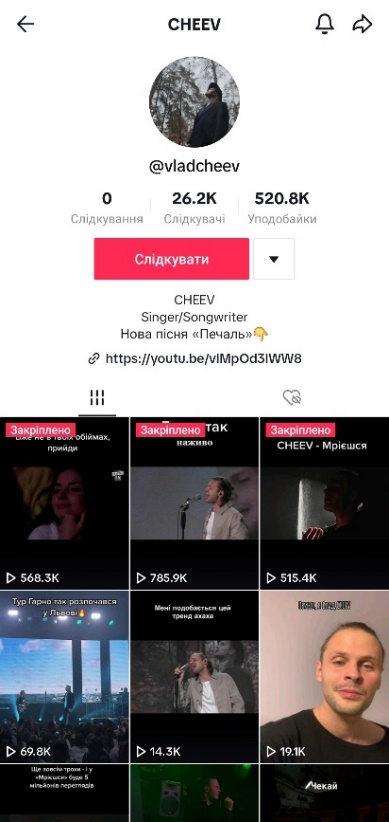 CHEEV
@vladcheev
0 26.2K 520.8K
Слідкування Слідкувачі Уподобайки
Слідкувати
CHEEV
Singer/Songwriter
Нова пісня «Печаль»👇
https://youtu.be/vlMpOd3lWW8
Закріплено
Вже не в твоїх обіймах,
прийди
568.3K
Закріплено
так
наживо
785.9K
Закріплено
CHEEV - Мрієшся
515.4K
Тур Гарно так розпочався
у Львові🔥
69.8K
Мені подобається цей
тренд ахаха
14.3K
19.1K
Ще зовсім трохи - і у
«Мрієшся» буде 5
мільйонів переглядів
Чекай